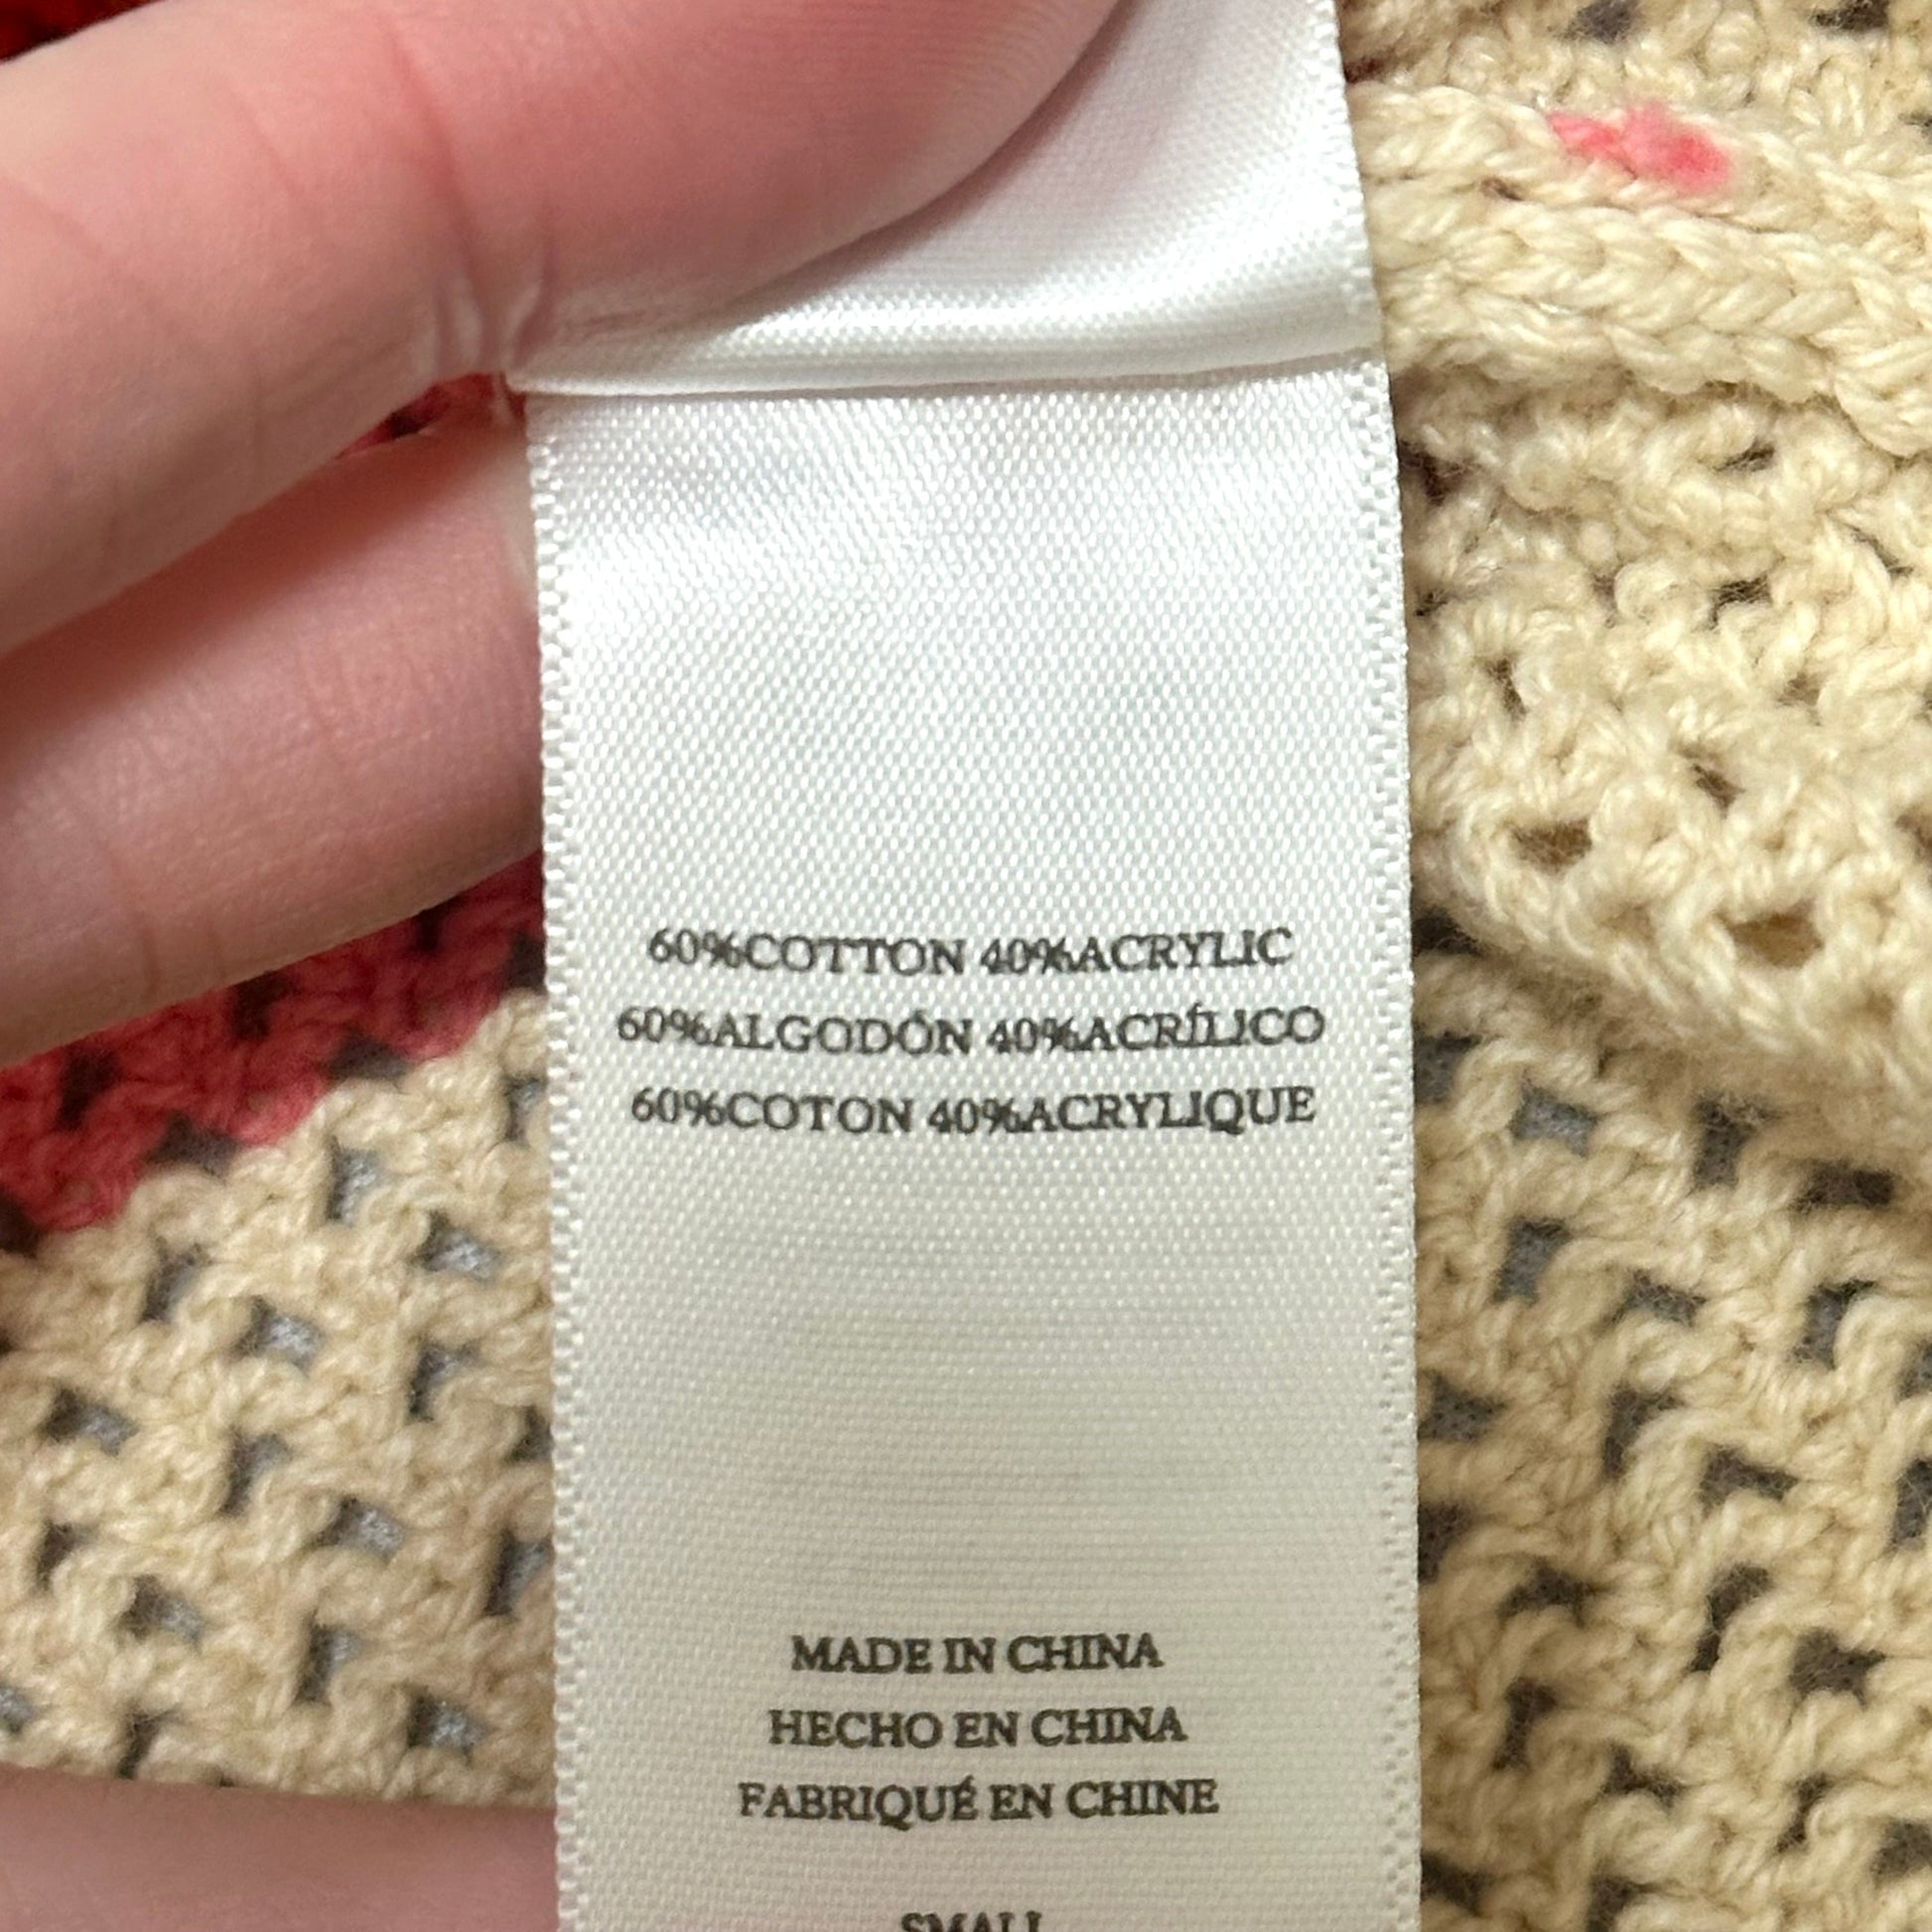 60%COTTON 40%ACRYLIC
60%ALGODÓN 40%ACRÍLICO
60%COTON 40%ACRYLIQUE
MADE IN CHINA
HECHO EN CHINA
FABRIQUÉ EN CHINE
SMALL